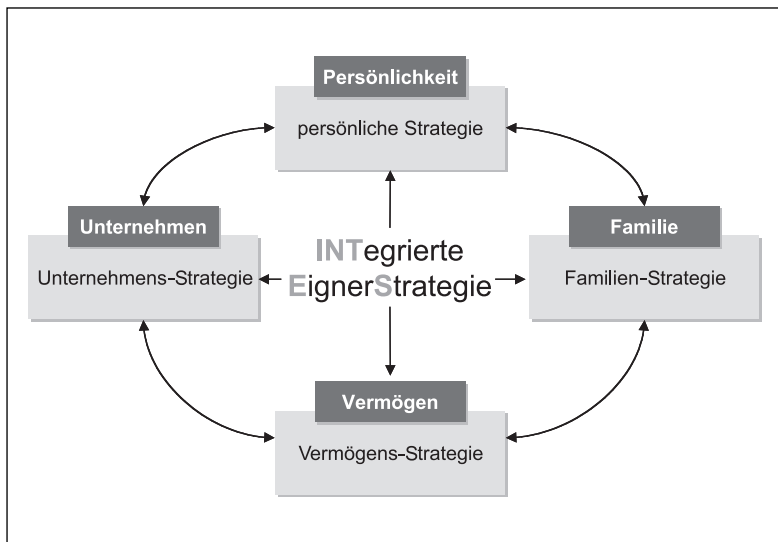 Persönlichkeit
persönliche Strategie
Unternehmen
Unternehmens-Strategie
INTegrierte
EignerStrategie
Familie
Familien-Strategie
Vermögen
Vermögens-Strategie